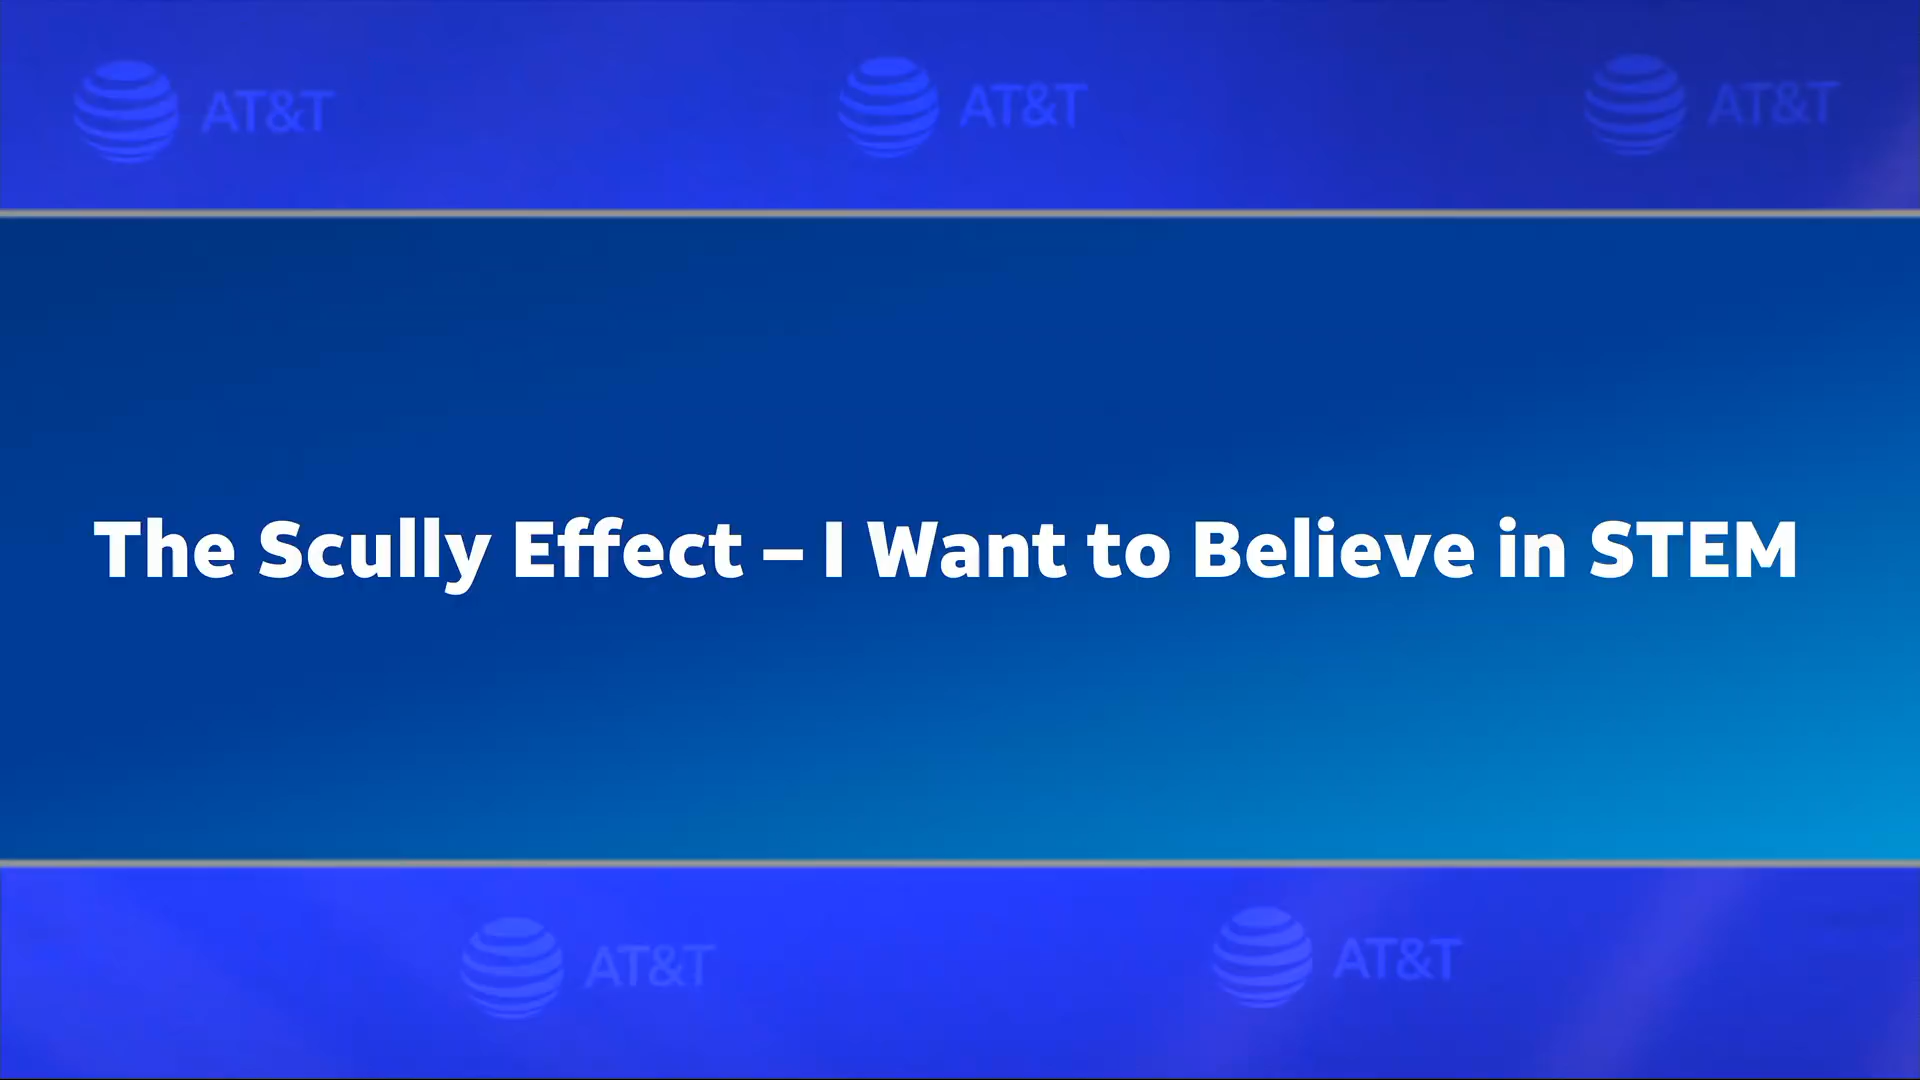 AT&T AT&T AT&T
The Scully Effect – I Want to Believe in STEM
AT&T AT&T